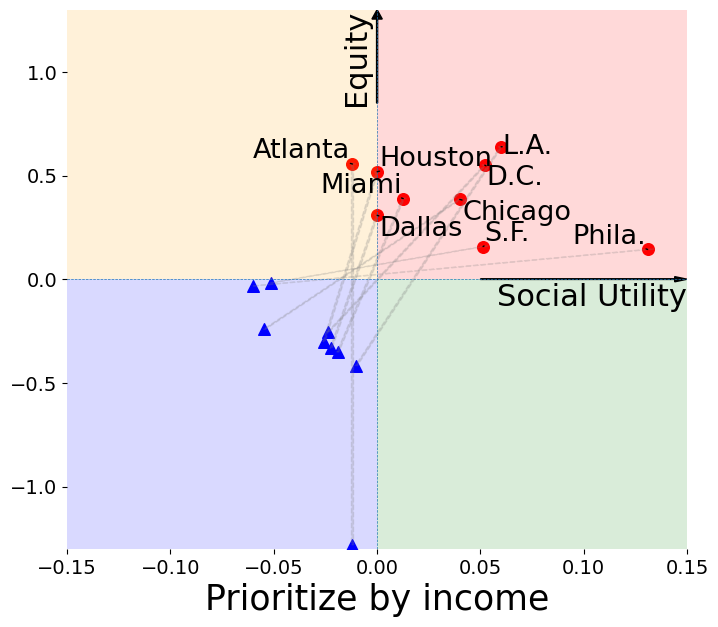 Equity
1.0
L.A.
Atlanta
Houston
0.5
D.C.
Miami
Chicago
Dallas
S.F.
Phila.
0.0
Social Utility
−0.5
−1.0
−0.15
−0.10
−0.05
0.00
0.05
0.10
0.15
Prioritize by income